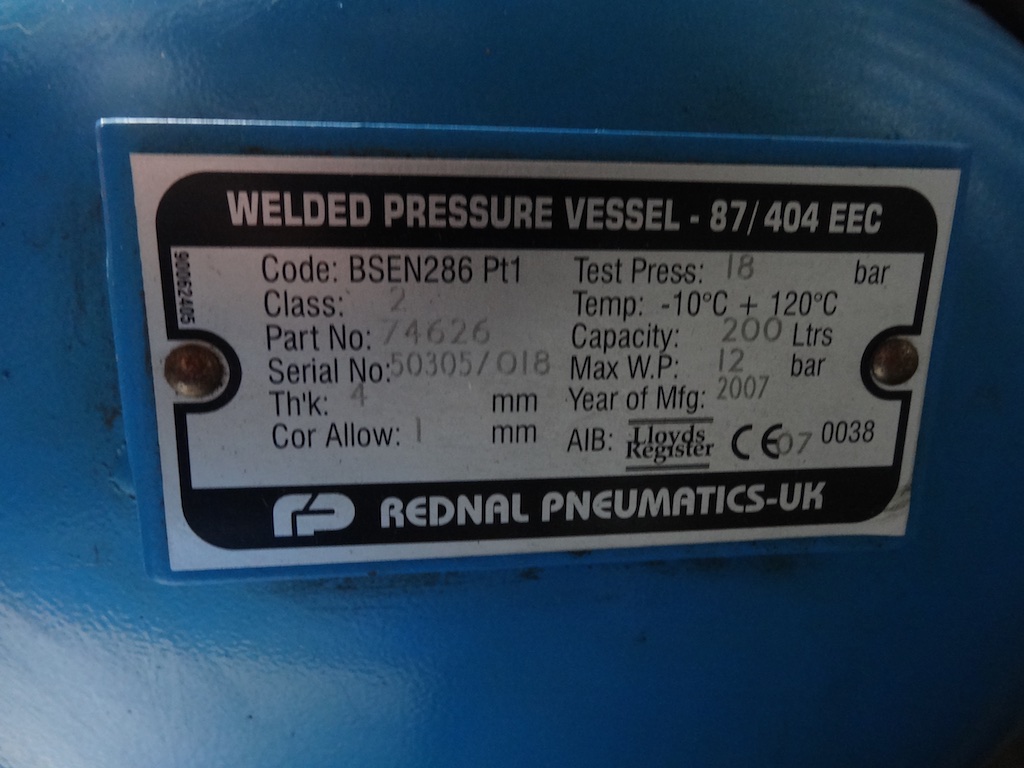 WELDED PRESSURE VESSEL - 87/404 EEC
900062405
Code: BSEN286 Pt1
Class: 2
Part No: 74626
Serial No: 50305/018
Th'k: 4 mm
Cor Allow: 1 mm
Test Press: 18 bar
Temp: -10°C + 120°C
Capacity: 200 Ltrs
Max W.P: 12 bar
Year of Mfg: 2007
AIB: Lloyds Register CE 07 0038
rp REDNAL PNEUMATICS-UK